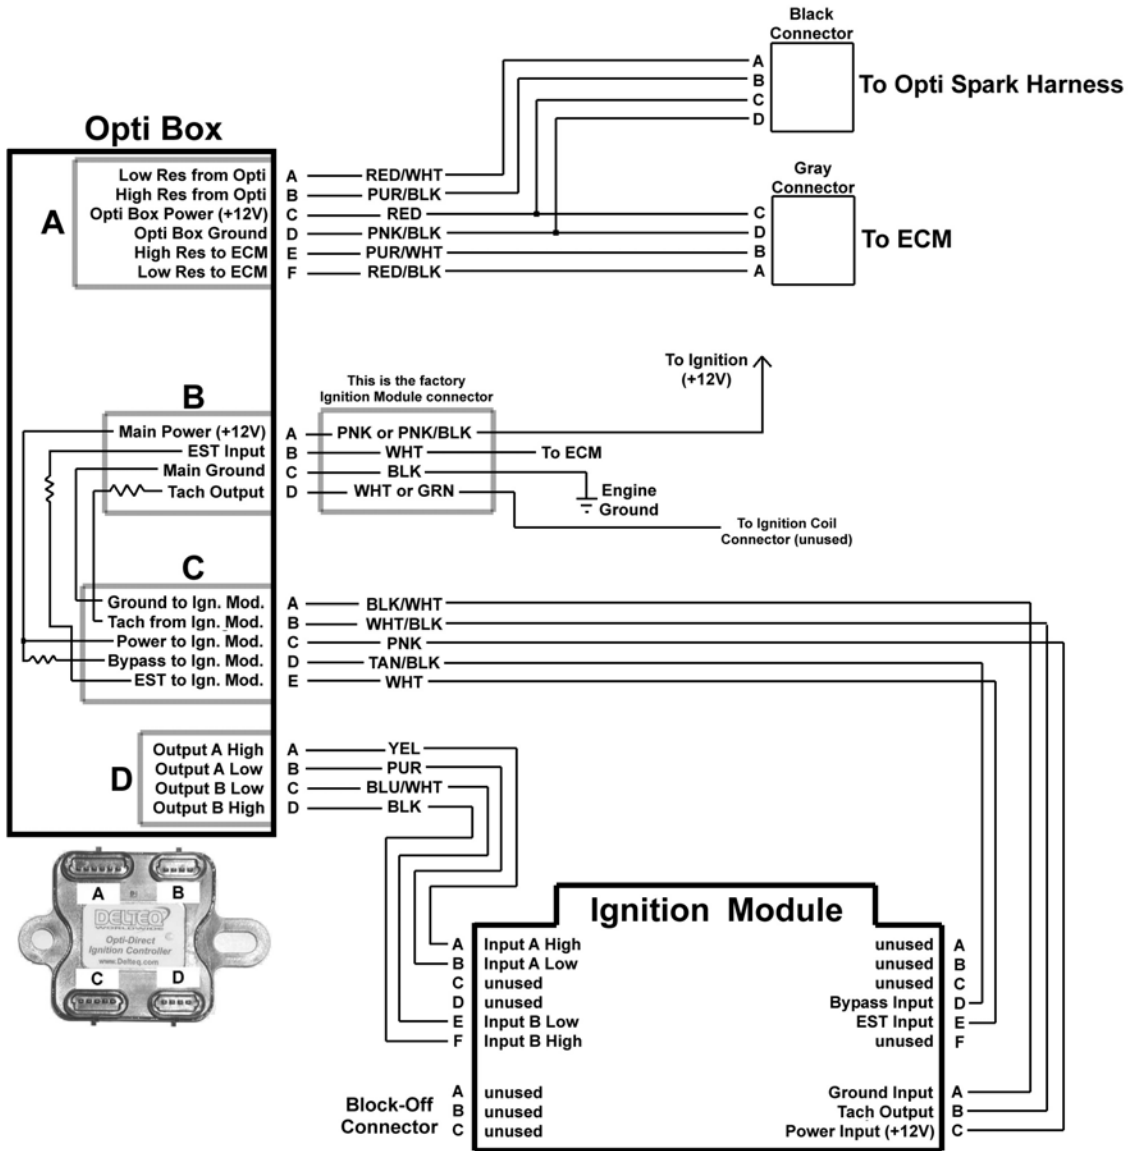 Black
Connector
A
B
C
D
To Opti Spark Harness
Opti Box
Gray
Connector
C
D
B
A
To ECM
A
Low Res from Opti A RED/WHT
High Res from Opti B PUR/BLK
Opti Box Power (+12V) C RED
Opti Box Ground D PNK/BLK
High Res to ECM E PUR/WHT
Low Res to ECM F RED/BLK
To Ignition
(+12V)
This is the factory
Ignition Module connector
B
Main Power (+12V) A PNK or PNK/BLK
EST Input B WHT To ECM
Main Ground C BLK
Tach Output D WHT or GRN
Engine
Ground
To Ignition Coil
Connector (unused)
C
Ground to Ign. Mod. A BLK/WHT
Tach from Ign. Mod. B WHT/BLK
Power to Ign. Mod. C PNK
Bypass to Ign. Mod. D TAN/BLK
EST to Ign. Mod. E WHT
D
Output A High A YEL
Output A Low B PUR
Output B Low C BLU/WHT
Output B High D BLK
A B
DELTEQ
WORLDWIDE
Opti-Direct
Ignition Controller
www.Delteq.com
C D
Ignition Module
A Input A High unused A
B Input A Low unused B
C unused unused C
D unused Bypass Input D
E Input B Low EST Input E
F Input B High unused F
Block-Off
Connector
A unused Ground Input A
B unused Tach Output B
C unused Power Input (+12V) C